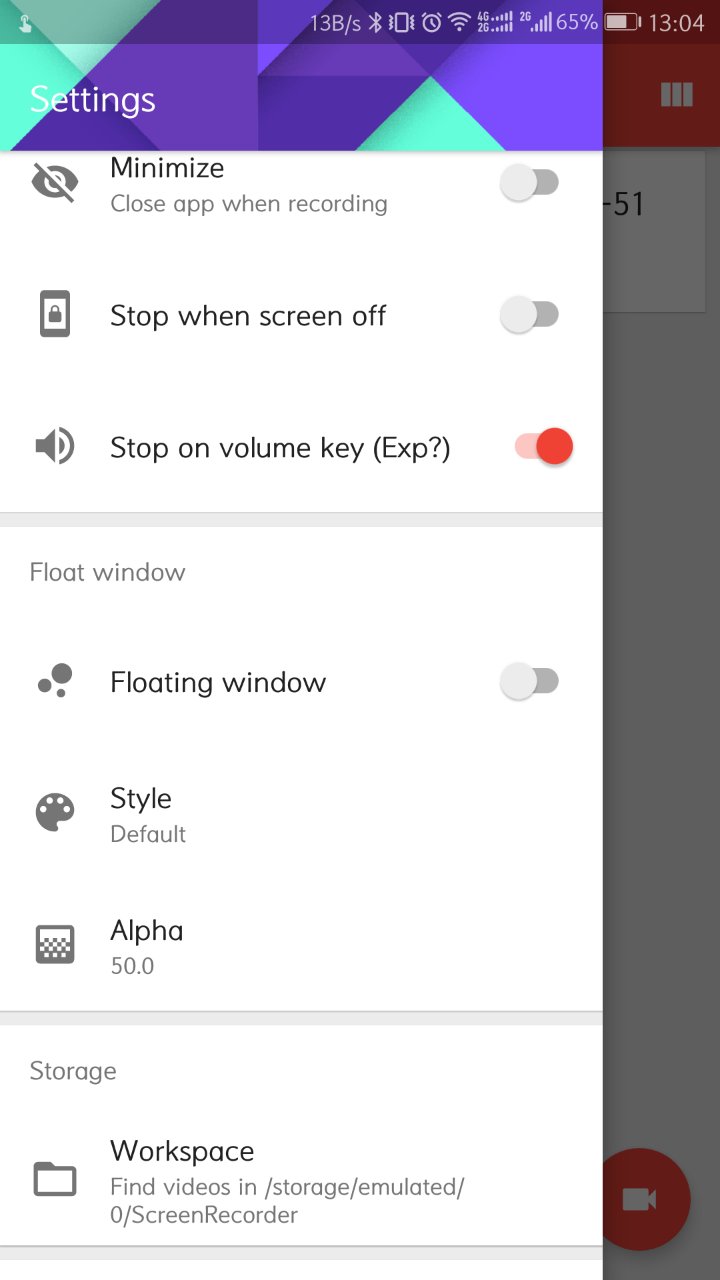 13B/s 4G 2G 2G 65% 13:04
Settings
-51
Minimize
Close app when recording
Stop when screen off
Stop on volume key (Exp?)
Float window
Floating window
Style
Default
Alpha
50.0
Storage
Workspace
Find videos in /storage/emulated/
0/ScreenRecorder